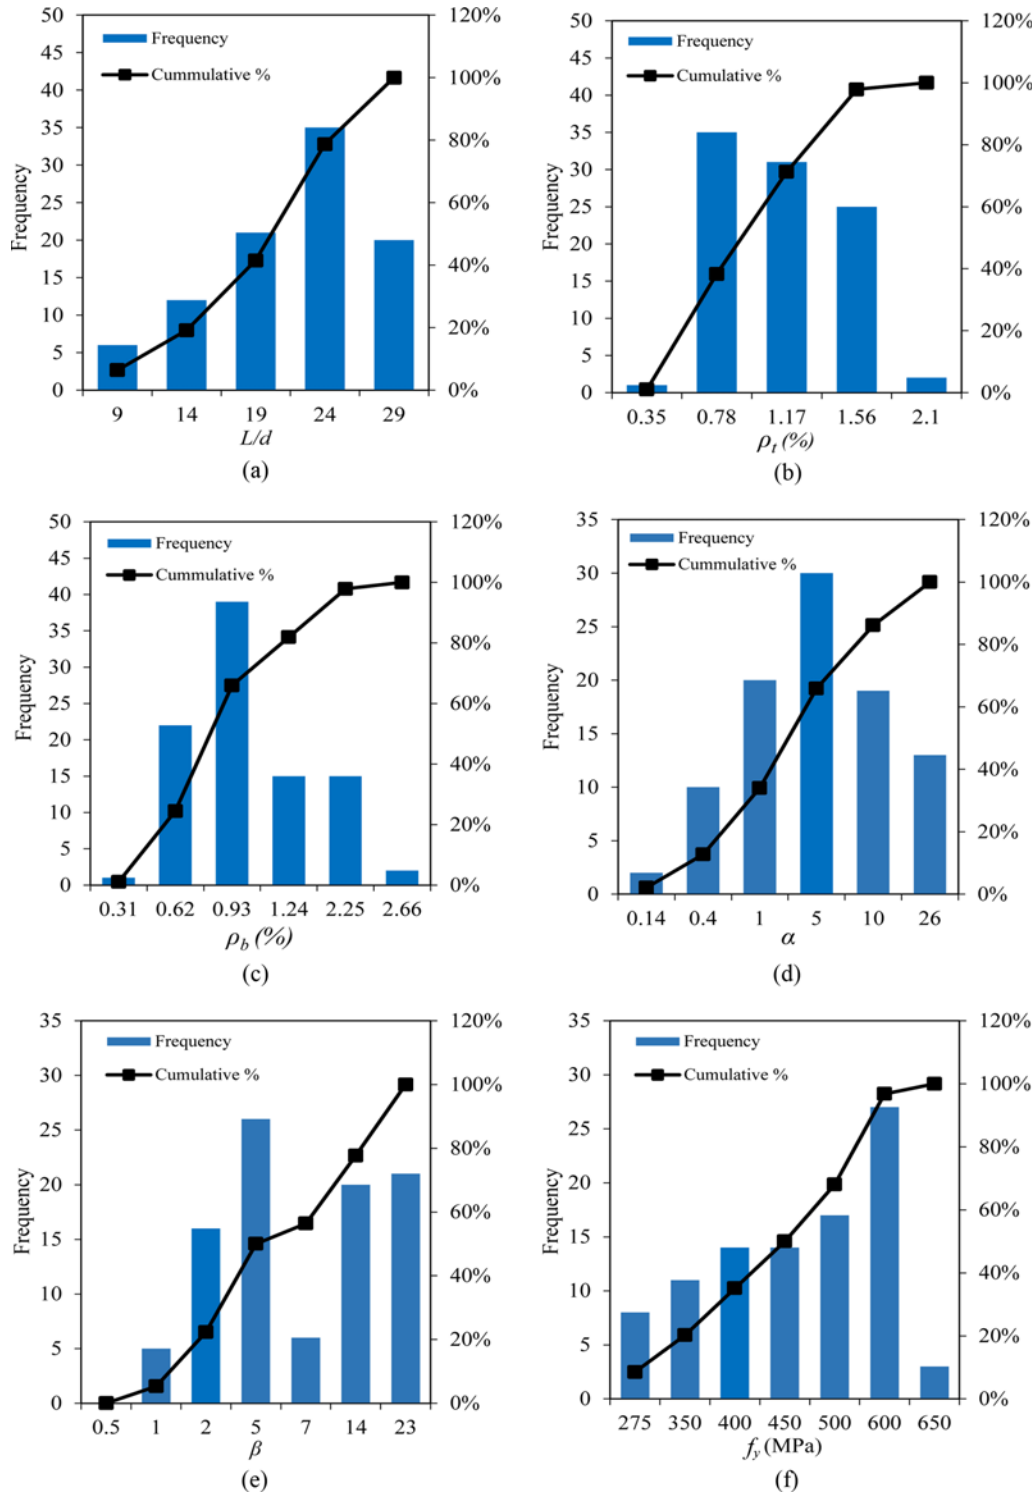 50
45
40
35
30
25
20
15
10
5
0
Frequency
Frequency
Cummulative %
120%
100%
80%
60%
40%
20%
0%
9 14 19 24 29
L/d
(a)
50
45
40
35
30
25
20
15
10
5
0
Frequency
Frequency
Cumulative %
120%
100%
80%
60%
40%
20%
0%
0.35 0.78 1.17 1.56 2.1
ρt (%)
(b)
50
45
40
35
30
25
20
15
10
5
0
Frequency
Frequency
Cummulative %
120%
100%
80%
60%
40%
20%
0%
0.31 0.62 0.93 1.24 2.25 2.66
ρb (%)
(c)
35
30
25
20
15
10
5
0
Frequency
Frequency
Cummulative %
120%
100%
80%
60%
40%
20%
0%
0.14 0.4 1 5 10 26
α
(d)
35
30
25
20
15
10
5
0
Frequency
Frequency
Cumulative %
120%
100%
80%
60%
40%
20%
0%
0.5 1 2 5 7 14 23
β
(e)
35
30
25
20
15
10
5
0
Frequency
Frequency
Cumulative %
120%
100%
80%
60%
40%
20%
0%
275 350 400 450 500 600 650
fy (MPa)
(f)